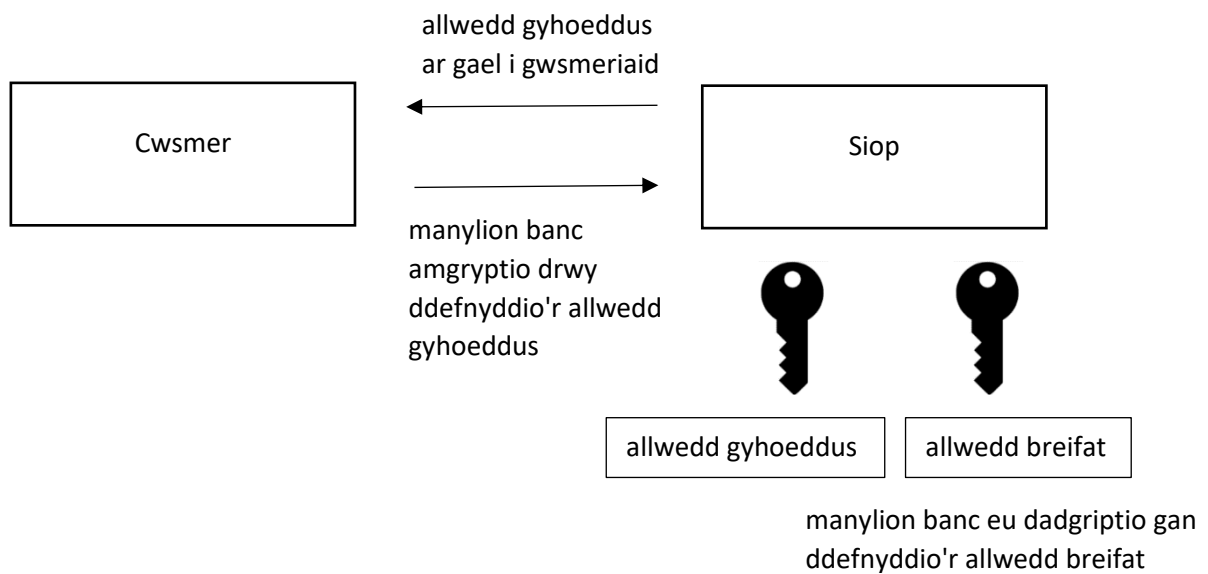 allwedd gyhoeddus
ar gael i gwsmeriaid
Cwsmer
Siop
manylion banc
amgryptio drwy
ddefnyddio'r allwedd
gyhoeddus
allwedd gyhoeddus
allwedd breifat
manylion banc eu dadgriptio gan
ddefnyddio'r allwedd breifat